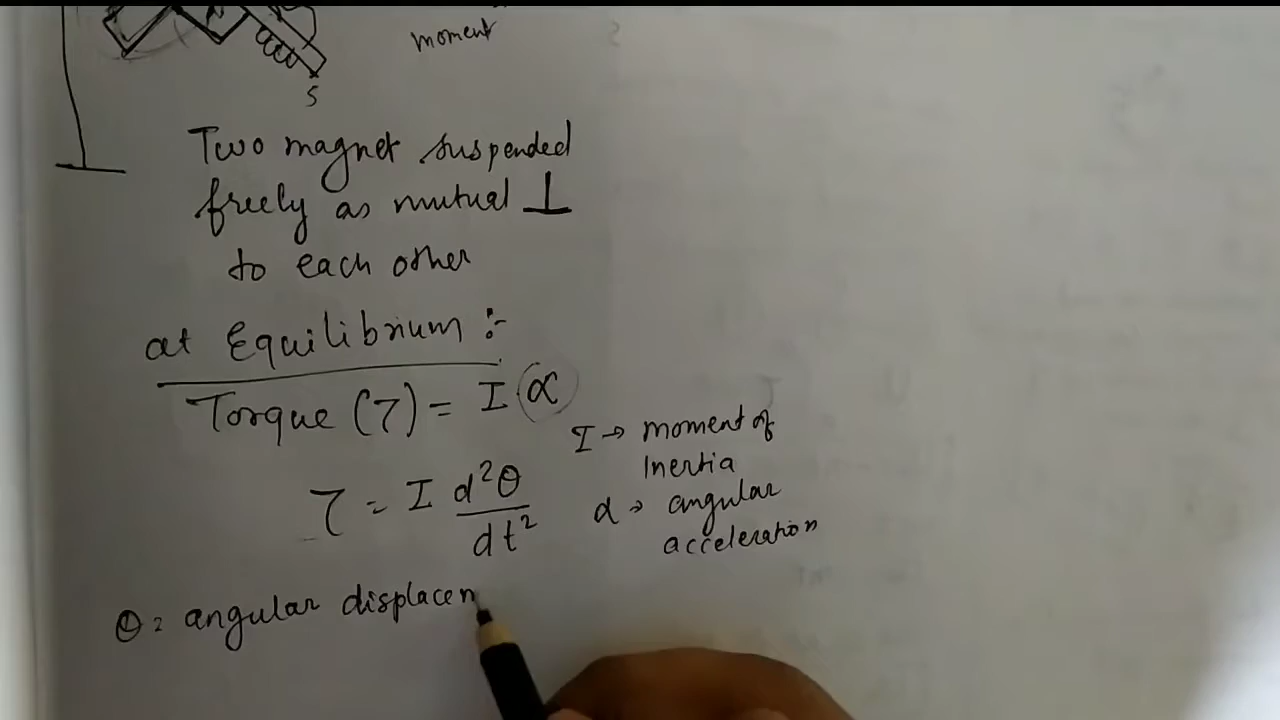 moment
S
Two magnet suspended
freely as mutual ⊥
to each other
at Equilibrium :-
Torque (τ) = I α
I → moment of
Inertia
τ = I d²θ/dt²
α → angular
acceleration
θ = angular displacem